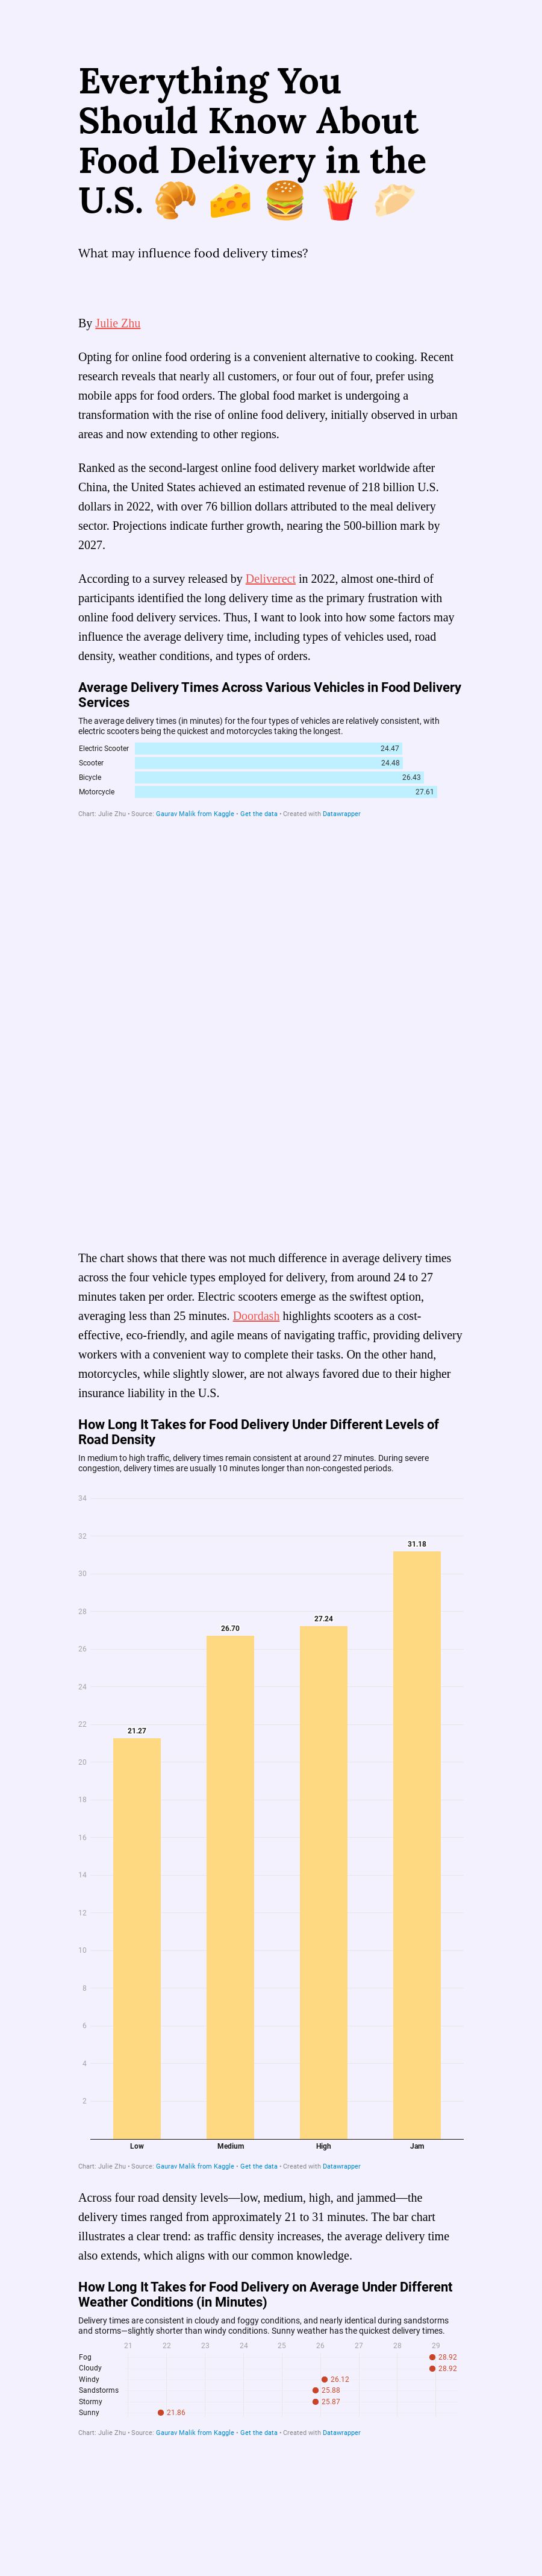 Everything You
Should Know About
Food Delivery in the
U.S. 🥐 🧀 🍔 🍟 🥟
What may influence food delivery times?
By Julie Zhu
Opting for online food ordering is a convenient alternative to cooking. Recent
research reveals that nearly all customers, or four out of four, prefer using
mobile apps for food orders. The global food market is undergoing a
transformation with the rise of online food delivery, initially observed in urban
areas and now extending to other regions.
Ranked as the second-largest online food delivery market worldwide after
China, the United States achieved an estimated revenue of 218 billion U.S.
dollars in 2022, with over 76 billion dollars attributed to the meal delivery
sector. Projections indicate further growth, nearing the 500-billion mark by
2027.
According to a survey released by Deliverect in 2022, almost one-third of
participants identified the long delivery time as the primary frustration with
online food delivery services. Thus, I want to look into how some factors may
influence the average delivery time, including types of vehicles used, road
density, weather conditions, and types of orders.
Average Delivery Times Across Various Vehicles in Food Delivery
Services
The average delivery times (in minutes) for the four types of vehicles are relatively consistent, with
electric scooters being the quickest and motorcycles taking the longest.
Electric Scooter 24.47
Scooter 24.48
Bicycle 26.43
Motorcycle 27.61
Chart: Julie Zhu • Source: Gaurav Malik from Kaggle • Get the data • Created with Datawrapper
The chart shows that there was not much difference in average delivery times
across the four vehicle types employed for delivery, from around 24 to 27
minutes taken per order. Electric scooters emerge as the swiftest option,
averaging less than 25 minutes. Doordash highlights scooters as a cost-
effective, eco-friendly, and agile means of navigating traffic, providing delivery
workers with a convenient way to complete their tasks. On the other hand,
motorcycles, while slightly slower, are not always favored due to their higher
insurance liability in the U.S.
How Long It Takes for Food Delivery Under Different Levels of
Road Density
In medium to high traffic, delivery times remain consistent at around 27 minutes. During severe
congestion, delivery times are usually 10 minutes longer than non-congested periods.
34
32
30
28
26
24
22
20
18
16
14
12
10
8
6
4
2
21.27
26.70
27.24
31.18
Low Medium High Jam
Chart: Julie Zhu • Source: Gaurav Malik from Kaggle • Get the data • Created with Datawrapper
Across four road density levels—low, medium, high, and jammed—the
delivery times ranged from approximately 21 to 31 minutes. The bar chart
illustrates a clear trend: as traffic density increases, the average delivery time
also extends, which aligns with our common knowledge.
How Long It Takes for Food Delivery on Average Under Different
Weather Conditions (in Minutes)
Delivery times are consistent in cloudy and foggy conditions, and nearly identical during sandstorms
and storms—slightly shorter than windy conditions. Sunny weather has the quickest delivery times.
21 22 23 24 25 26 27 28 29
Fog 28.92
Cloudy 28.92
Windy 26.12
Sandstorms 25.88
Stormy 25.87
Sunny 21.86
Chart: Julie Zhu • Source: Gaurav Malik from Kaggle • Get the data • Created with Datawrapper